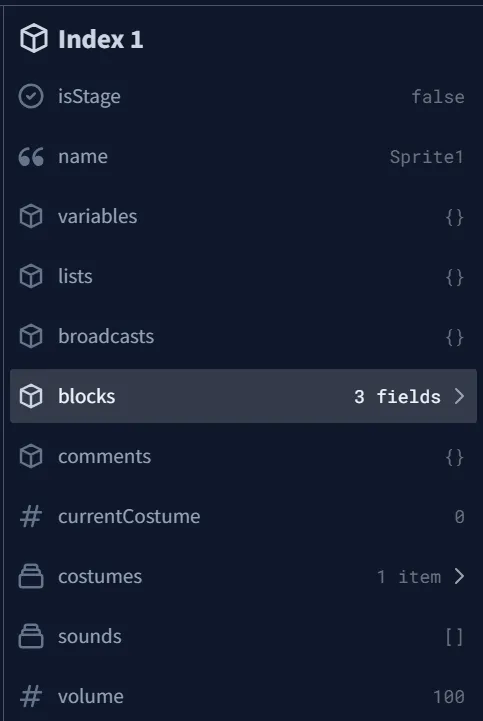 Index 1
isStage false
name Sprite1
variables {}
lists {}
broadcasts {}
blocks 3 fields
comments {}
# currentCostume 0
costumes 1 item
sounds []
# volume 100